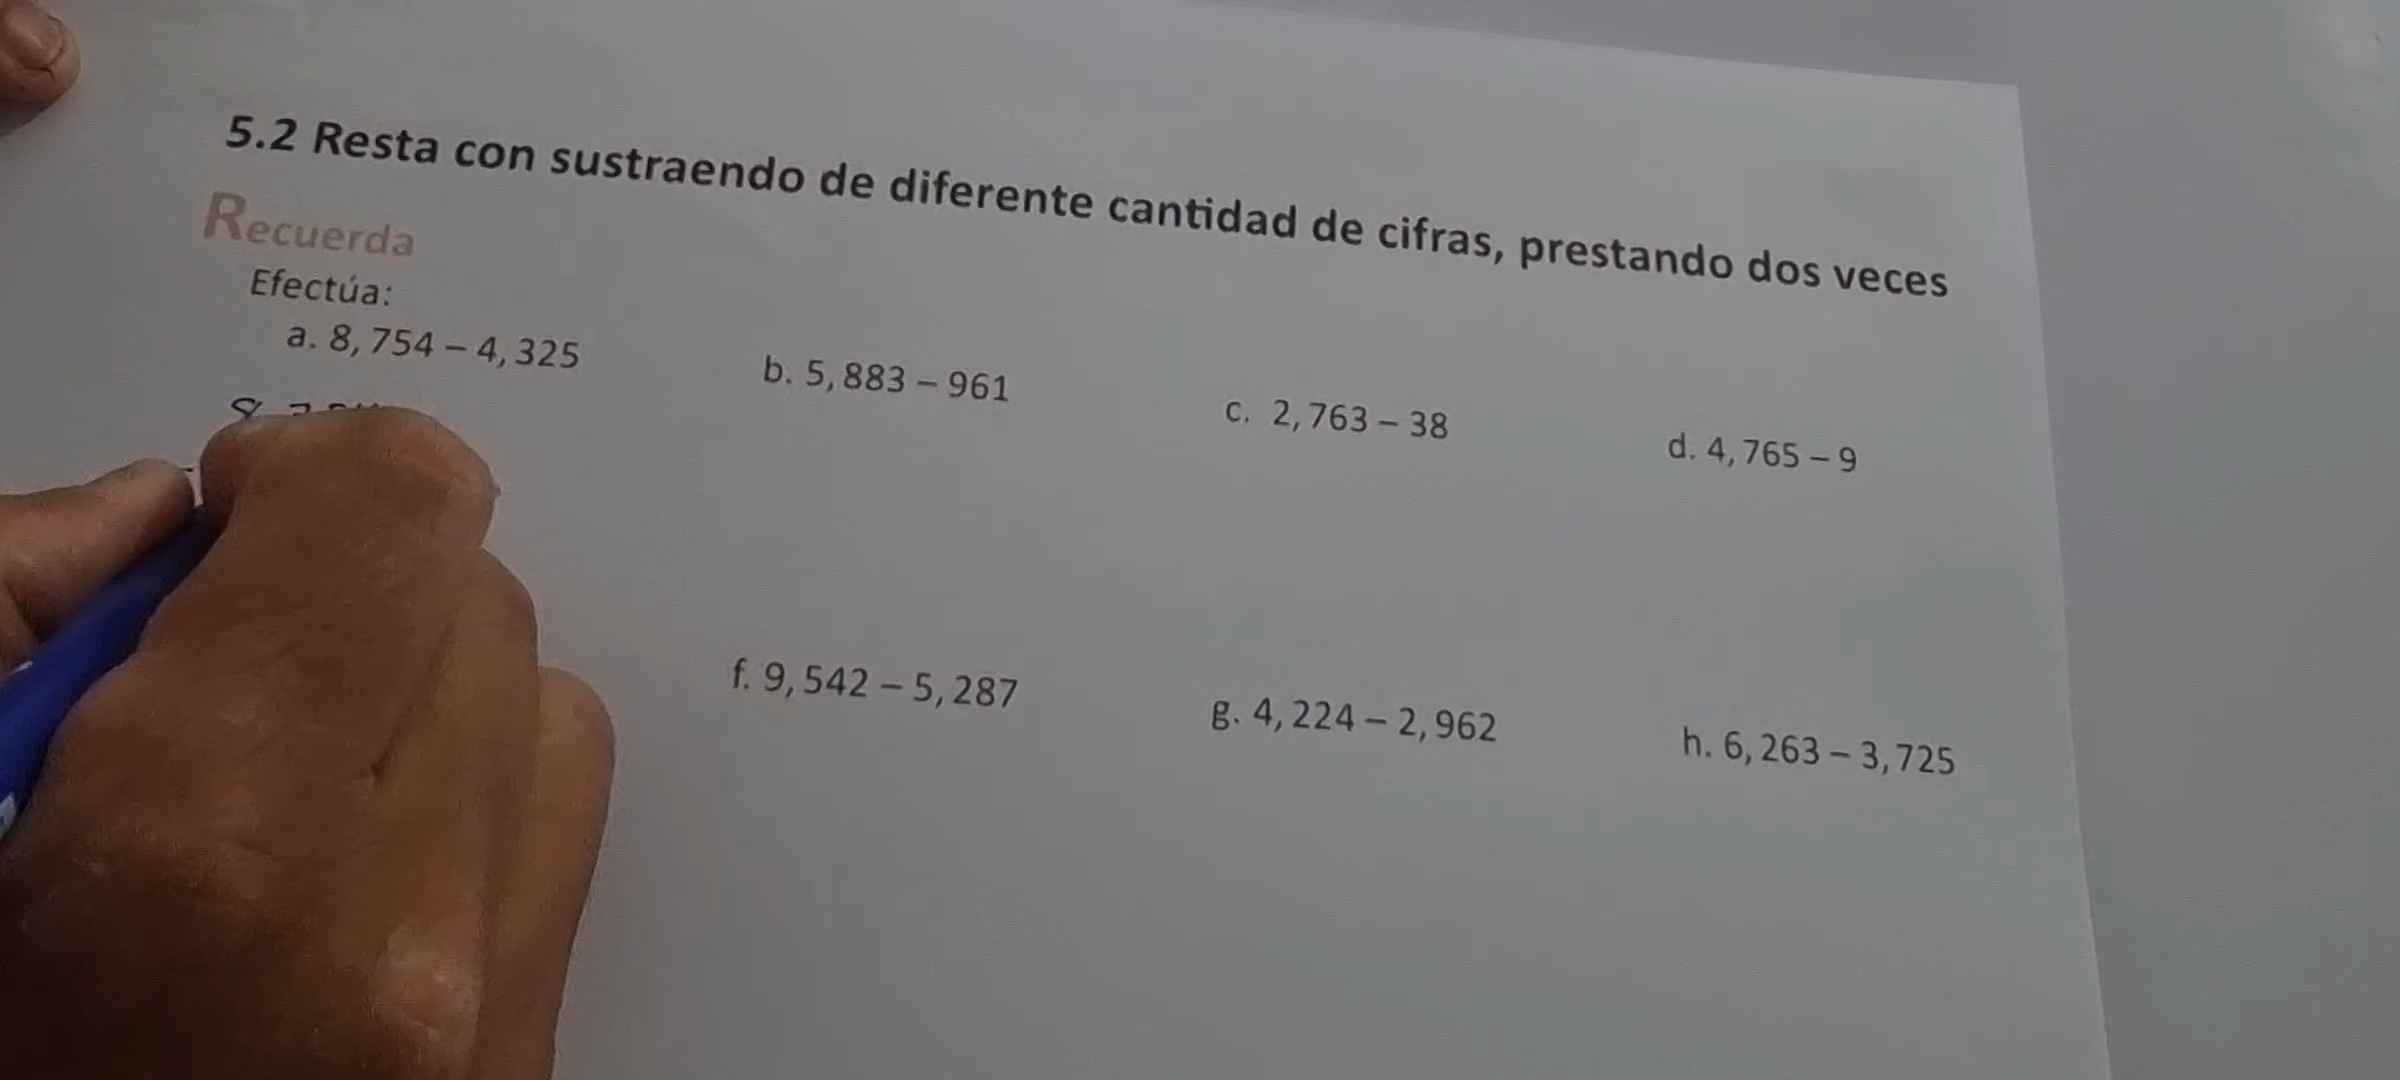 5.2 Resta con sustraendo de diferente cantidad de cifras, prestando dos veces
Recuerda
Efectúa:
a. 8, 754 – 4, 325
b. 5, 883 – 961
c. 2, 763 – 38
d. 4, 765 – 9
f. 9, 542 – 5, 287
g. 4, 224 – 2, 962
h. 6, 263 – 3, 725